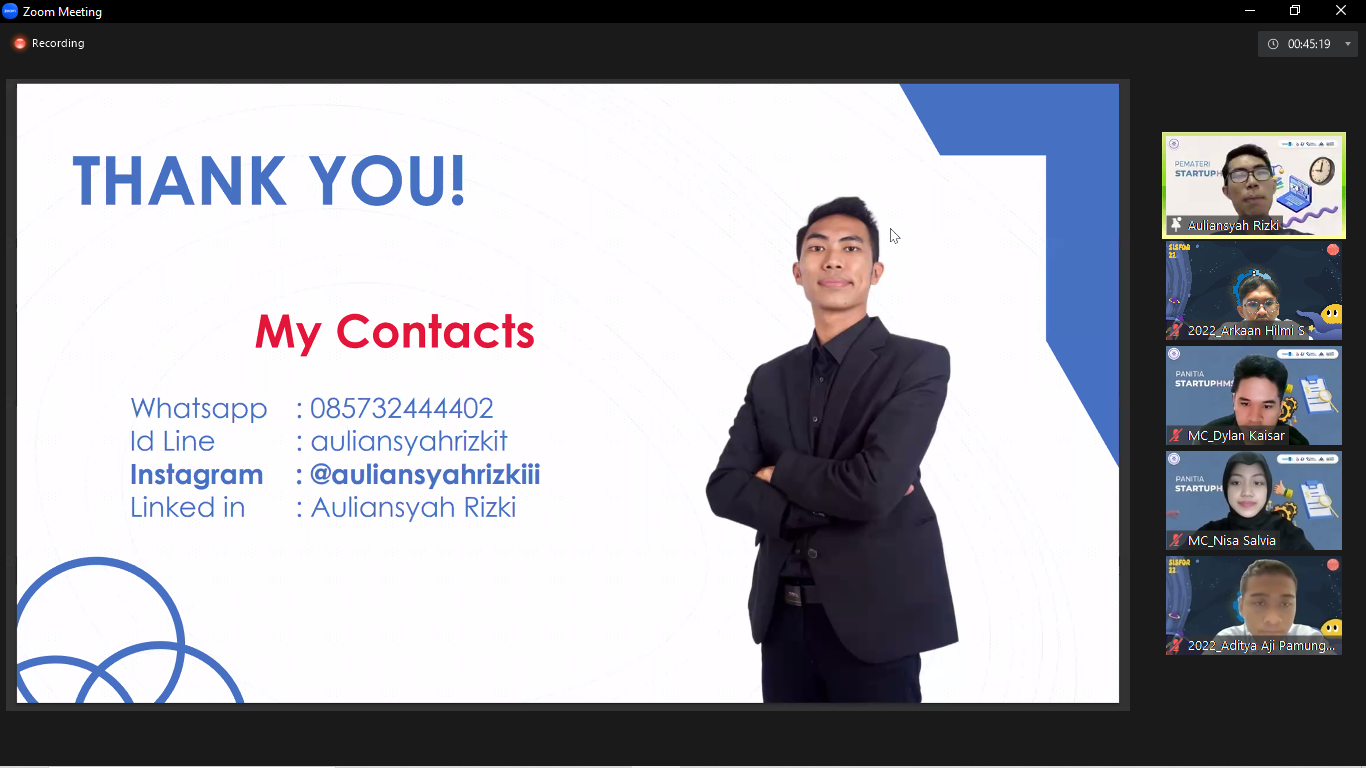 Zoom Meeting
Recording
00:45:19
THANK YOU!
My Contacts
Whatsapp : 085732444402
Id Line : auliansyahrizkit
Instagram : @auliansyahrizkiii
Linked in : Auliansyah Rizki
PEMATERI
STARTUPH
Auliansyah Rizki
SISFOR
22
2022_Arkaan Hilmi S
PANITIA
STARTUPHMS
MC_Dylan Kaisar
PANITIA
STARTUPH
MC_Nisa Salvia
SISFOR
22
2022_Aditya Aji Pamung...